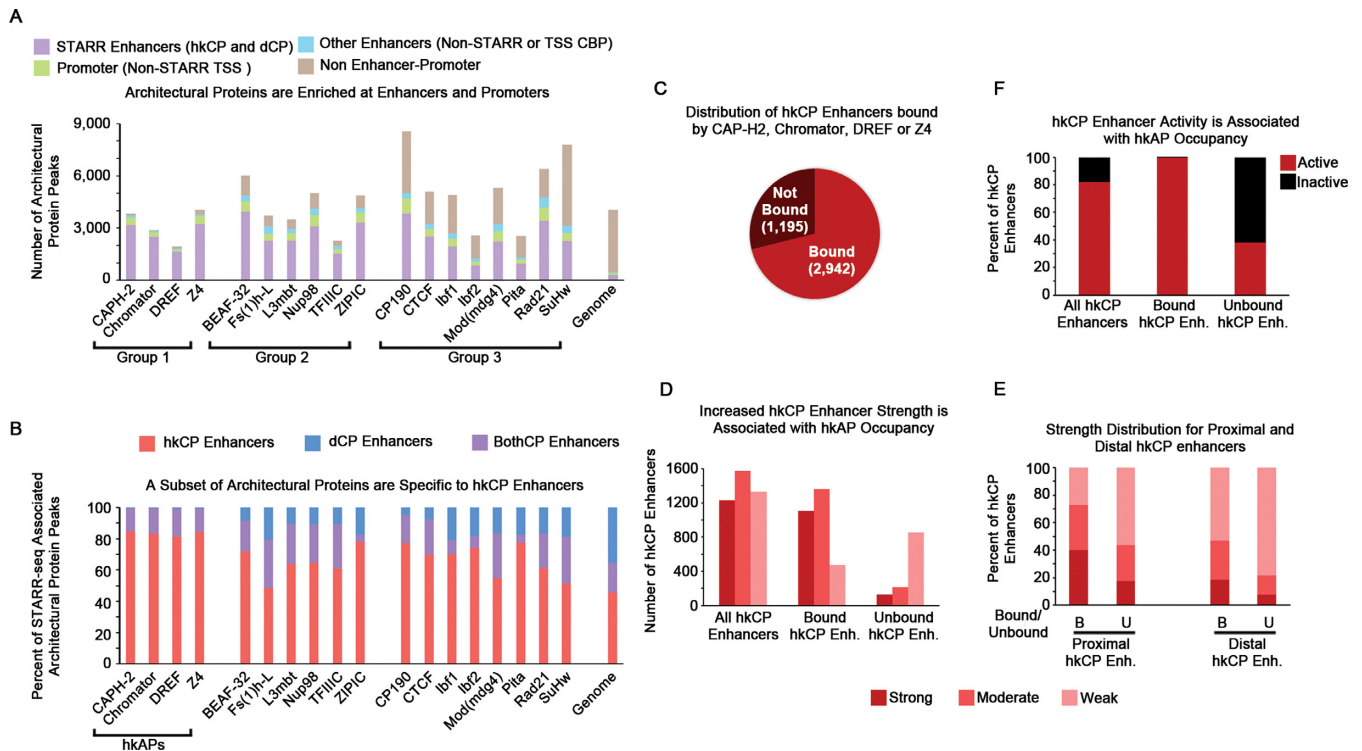 A
STARR Enhancers (hkCP and dCP)
Other Enhancers (Non-STARR or TSS CBP)
Promoter (Non-STARR TSS )
Non Enhancer-Promoter
Architectural Proteins are Enriched at Enhancers and Promoters
Number of Architectural
Protein Peaks
9,000
6,000
3,000
0
CAPH-2
Chromator
DREF
Z4
BEAF-32
Fs(1)h-L
L3mbt
Nup98
TFIIIC
ZIPIC
CP190
CTCF
Ibf1
Ibf2
Mod(mdg4)
Pita
Rad21
SuHw
Genome
Group 1
Group 2
Group 3
B
hkCP Enhancers
dCP Enhancers
BothCP Enhancers
A Subset of Architectural Proteins are Specific to hkCP Enhancers
Percent of STARR-seq Associated
Architectural Protein Peaks
100
80
60
40
20
0
CAPH-2
Chromator
DREF
Z4
BEAF-32
Fs(1)h-L
L3mbt
Nup98
TFIIIC
ZIPIC
CP190
CTCF
Ibf1
Ibf2
Mod(mdg4)
Pita
Rad21
SuHw
Genome
hkAPs
C
Distribution of hkCP Enhancers bound
by CAP-H2, Chromator, DREF or Z4
Not
Bound
(1,195)
Bound
(2,942)
D
Increased hkCP Enhancer Strength is
Associated with hkAP Occupancy
Number of hkCP Enhancers
1600
1200
800
400
0
All hkCP
Enhancers
Bound
hkCP Enh.
Unbound
hkCP Enh.
Strong
Moderate
Weak
F
hkCP Enhancer Activity is Associated
with hkAP Occupancy
Active
Inactive
Percent of hkCP
Enhancers
100
80
60
40
20
0
All hkCP
Enhancers
Bound
hkCP Enh.
Unbound
hkCP Enh.
E
Strength Distribution for Proximal and
Distal hkCP enhancers
Percent of hkCP
Enhancers
100
80
60
40
20
0
Bound/
Unbound
B
U
B
U
Proximal
hkCP Enh.
Distal
hkCP Enh.